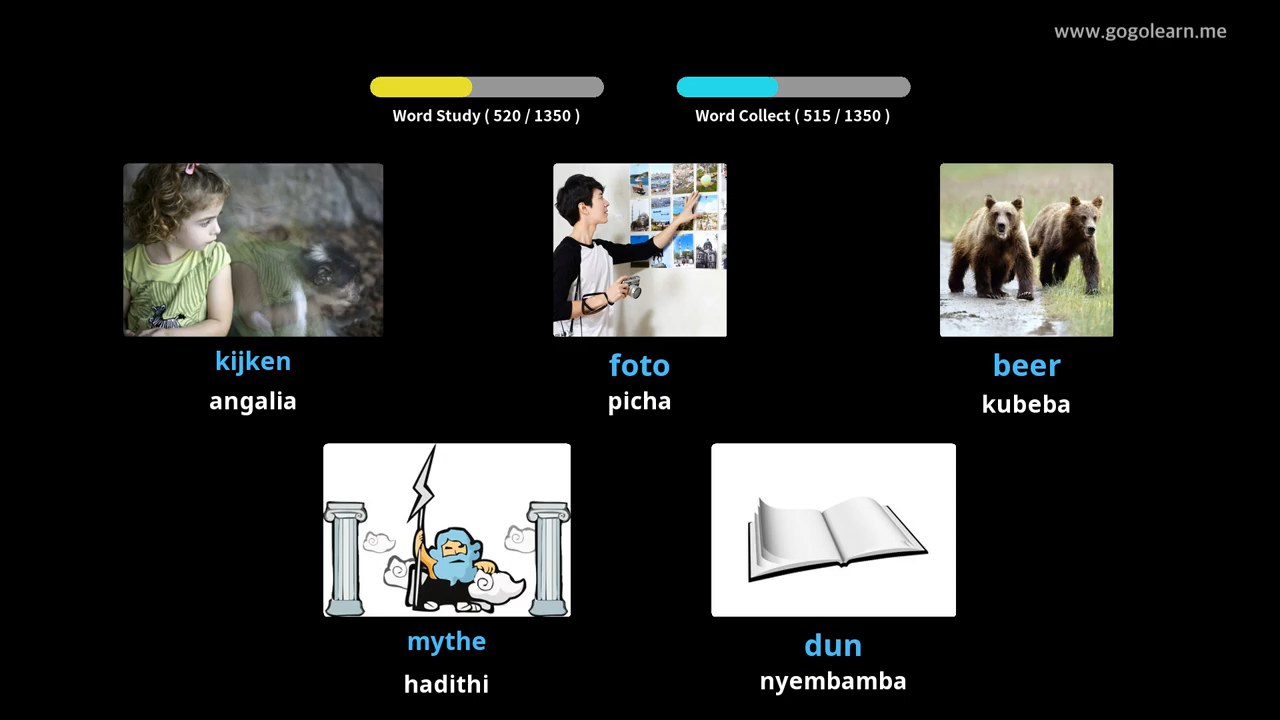 www.gogolearn.me
Word Study ( 520 / 1350 )
Word Collect ( 515 / 1350 )
kijken
angalia
foto
picha
beer
kubeba
mythe
hadithi
dun
nyembamba